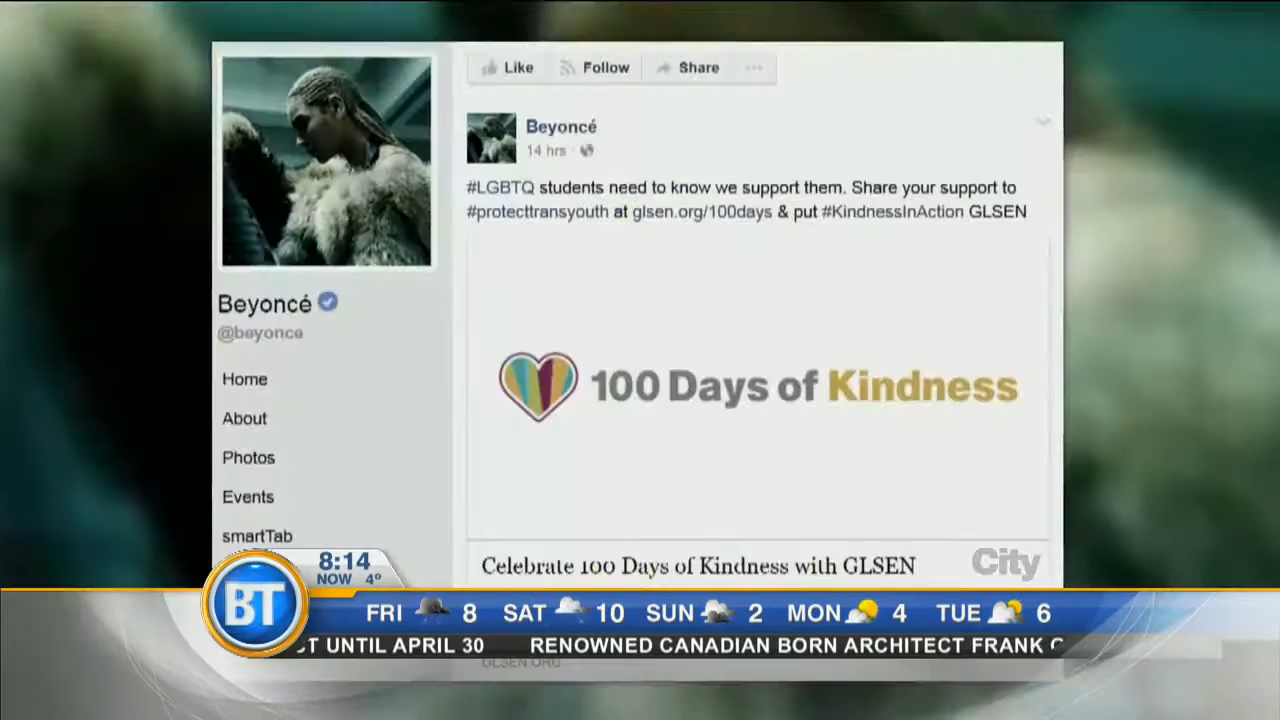 Like Follow Share
Beyoncé
14 hrs
#LGBTQ students need to know we support them. Share your support to
#protecttransyouth at glsen.org/100days & put #KindnessInAction GLSEN
Beyoncé
@beyonce
Home
About
Photos
Events
smartTab
100 Days of Kindness
Celebrate 100 Days of Kindness with GLSEN
City
8:14
NOW 4°
BT
FRI 8 SAT 10 SUN 2 MON 4 TUE 6
UNTIL APRIL 30 RENOWNED CANADIAN BORN ARCHITECT FRANK
GLSEN.ORG